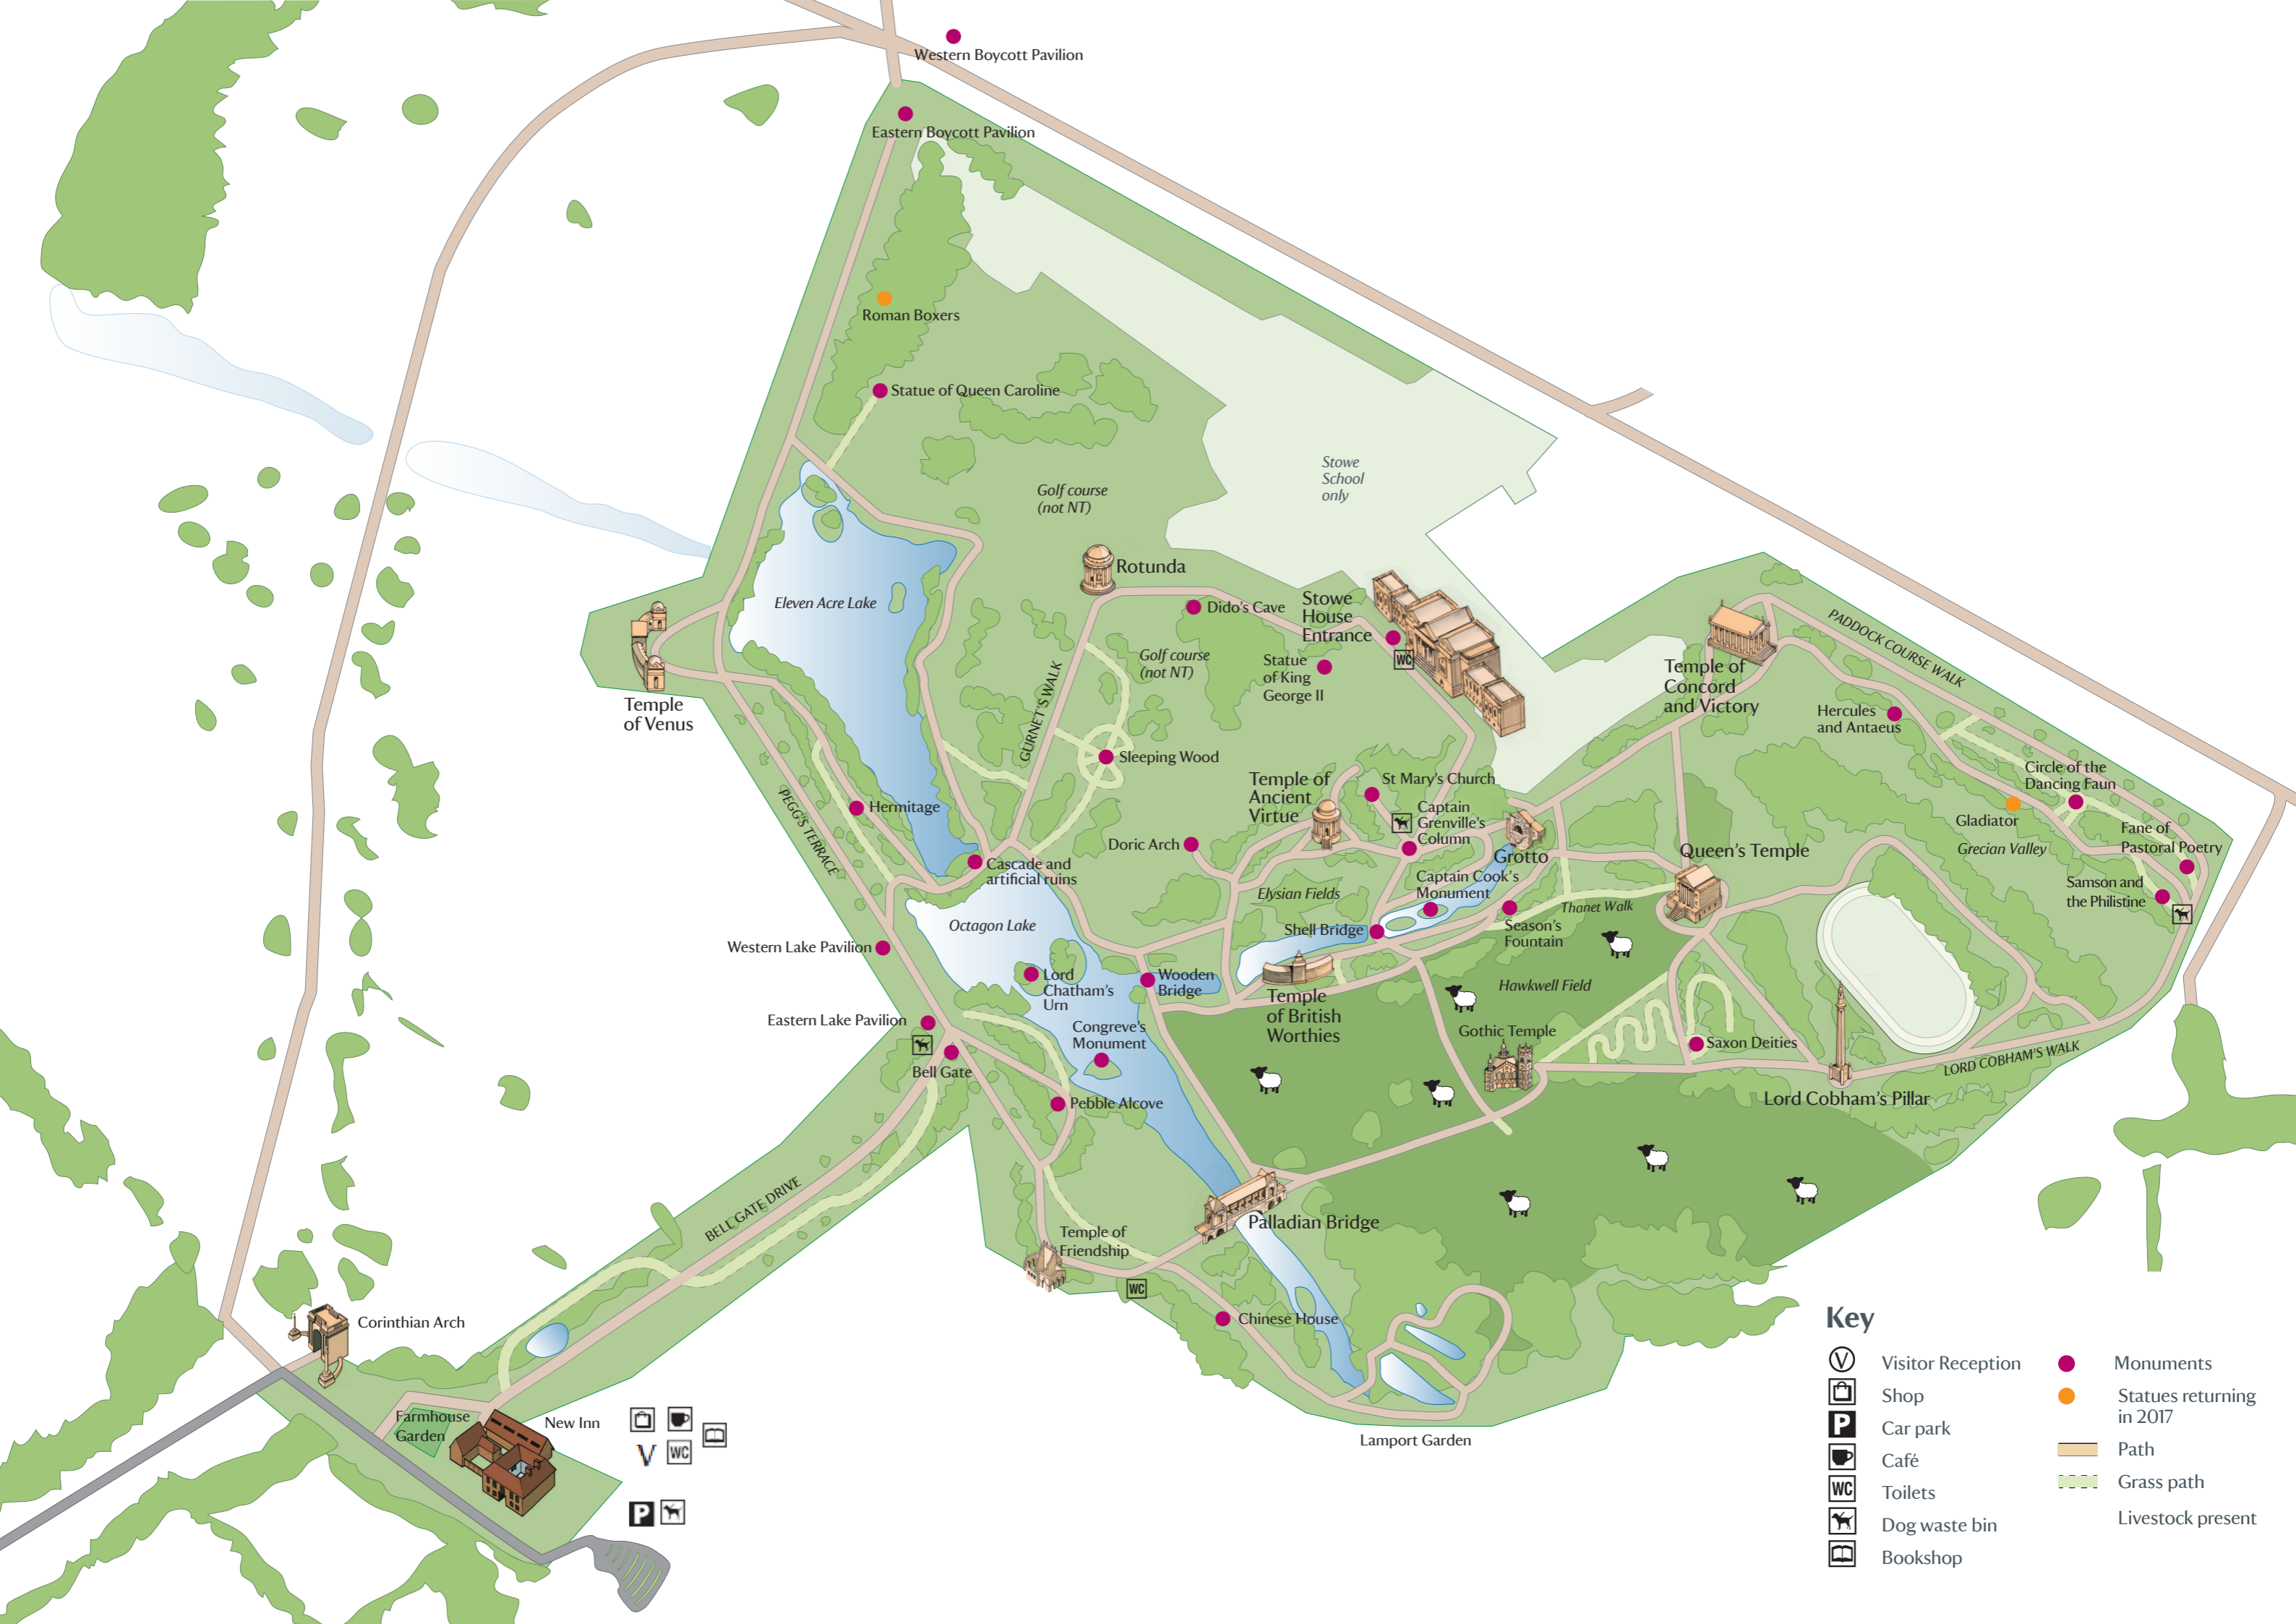 Western Boycott Pavilion
Eastern Boycott Pavilion
Roman Boxers
Statue of Queen Caroline
Golf course
(not NT)
Stowe
School
only
Rotunda
Eleven Acre Lake
Dido's Cave
Stowe
House
Entrance
WC
Golf course
(not NT)
Statue
of King
George II
Temple
of Venus
GURNET'S WALK
Sleeping Wood
PEGG'S TERRACE
Hermitage
Cascade and
artificial ruins
Doric Arch
Temple of
Ancient
Virtue
St Mary's Church
Captain
Grenville's
Column
Grotto
Captain Cook's
Monument
Elysian Fields
Shell Bridge
Season's
Fountain
Thanet Walk
Temple of
Concord
and Victory
PADDOCK COURSE WALK
Hercules
and Antaeus
Circle of the
Dancing Faun
Gladiator
Grecian Valley
Fane of
Pastoral Poetry
Samson and
the Philistine
Queen's Temple
Octagon Lake
Western Lake Pavilion
Lord
Chatham's
Urn
Wooden
Bridge
Temple
of British
Worthies
Hawkwell Field
Gothic Temple
Saxon Deities
LORD COBHAM'S WALK
Lord Cobham's Pillar
Eastern Lake Pavilion
Congreve's
Monument
Bell Gate
Pebble Alcove
BELL GATE DRIVE
Temple of
Friendship
Palladian Bridge
WC
Chinese House
Lamport Garden
Corinthian Arch
Farmhouse
Garden
New Inn
V
WC
P
Key
V Visitor Reception
Shop
P Car park
Café
WC Toilets
Dog waste bin
Bookshop
Monuments
Statues returning
in 2017
Path
Grass path
Livestock present